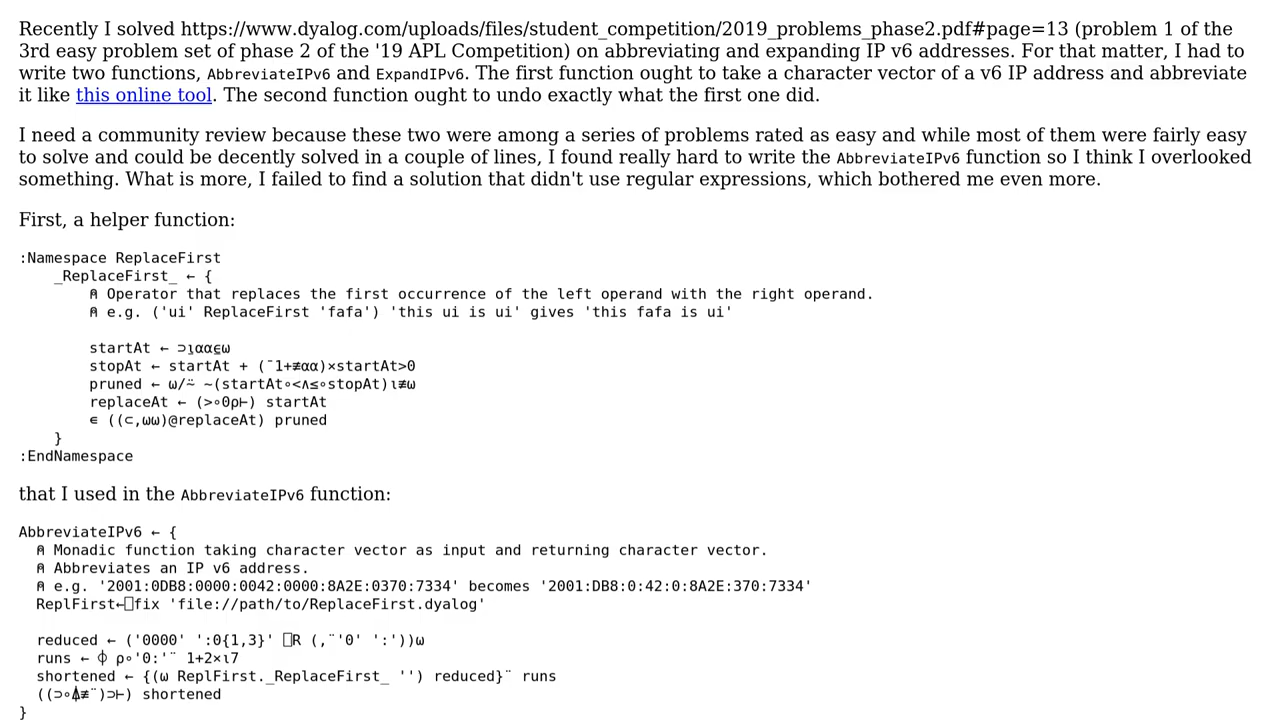 Recently I solved https://www.dyalog.com/uploads/files/student_competition/2019_problems_phase2.pdf#page=13 (problem 1 of the
3rd easy problem set of phase 2 of the '19 APL Competition) on abbreviating and expanding IP v6 addresses. For that matter, I had to
write two functions, AbbreviateIPv6 and ExpandIPv6. The first function ought to take a character vector of a v6 IP address and abbreviate
it like this online tool. The second function ought to undo exactly what the first one did.
I need a community review because these two were among a series of problems rated as easy and while most of them were fairly easy
to solve and could be decently solved in a couple of lines, I found really hard to write the AbbreviateIPv6 function so I think I overlooked
something. What is more, I failed to find a solution that didn't use regular expressions, which bothered me even more.
First, a helper function:
:Namespace ReplaceFirst
    _ReplaceFirst_ ← {
        ⍝ Operator that replaces the first occurrence of the left operand with the right operand.
        ⍝ e.g. ('ui' ReplaceFirst 'fafa') 'this ui is ui' gives 'this fafa is ui'
        startAt ← ⊃⍸⍺⍺⍷⍵
        stopAt ← startAt + (¯1+≢⍺⍺)×startAt>0
        pruned ← ⍵/⍨ ~(startAt∘<∧≤∘stopAt)⍳≢⍵
        replaceAt ← (>∘0⍴⊢) startAt
        ∊ ((⊂,⍵⍵)@replaceAt) pruned
    }
:EndNamespace
that I used in the AbbreviateIPv6 function:
AbbreviateIPv6 ← {
  ⍝ Monadic function taking character vector as input and returning character vector.
  ⍝ Abbreviates an IP v6 address.
  ⍝ e.g. '2001:0DB8:0000:0042:0000:8A2E:0370:7334' becomes '2001:DB8:0:42:0:8A2E:370:7334'
  ReplFirst←⎕fix 'file://path/to/ReplaceFirst.dyalog'
  reduced ← ('0000' ':0{1,3}' ⎕R (,¨'0' ':'))⍵
  runs ← ⌽ ⍴∘'0:'¨ 1+2×⍳7
  shortened ← {(⍵ ReplFirst._ReplaceFirst_ '') reduced}¨ runs
  ((⊃∘⍋≢¨)⊃⊢) shortened
}